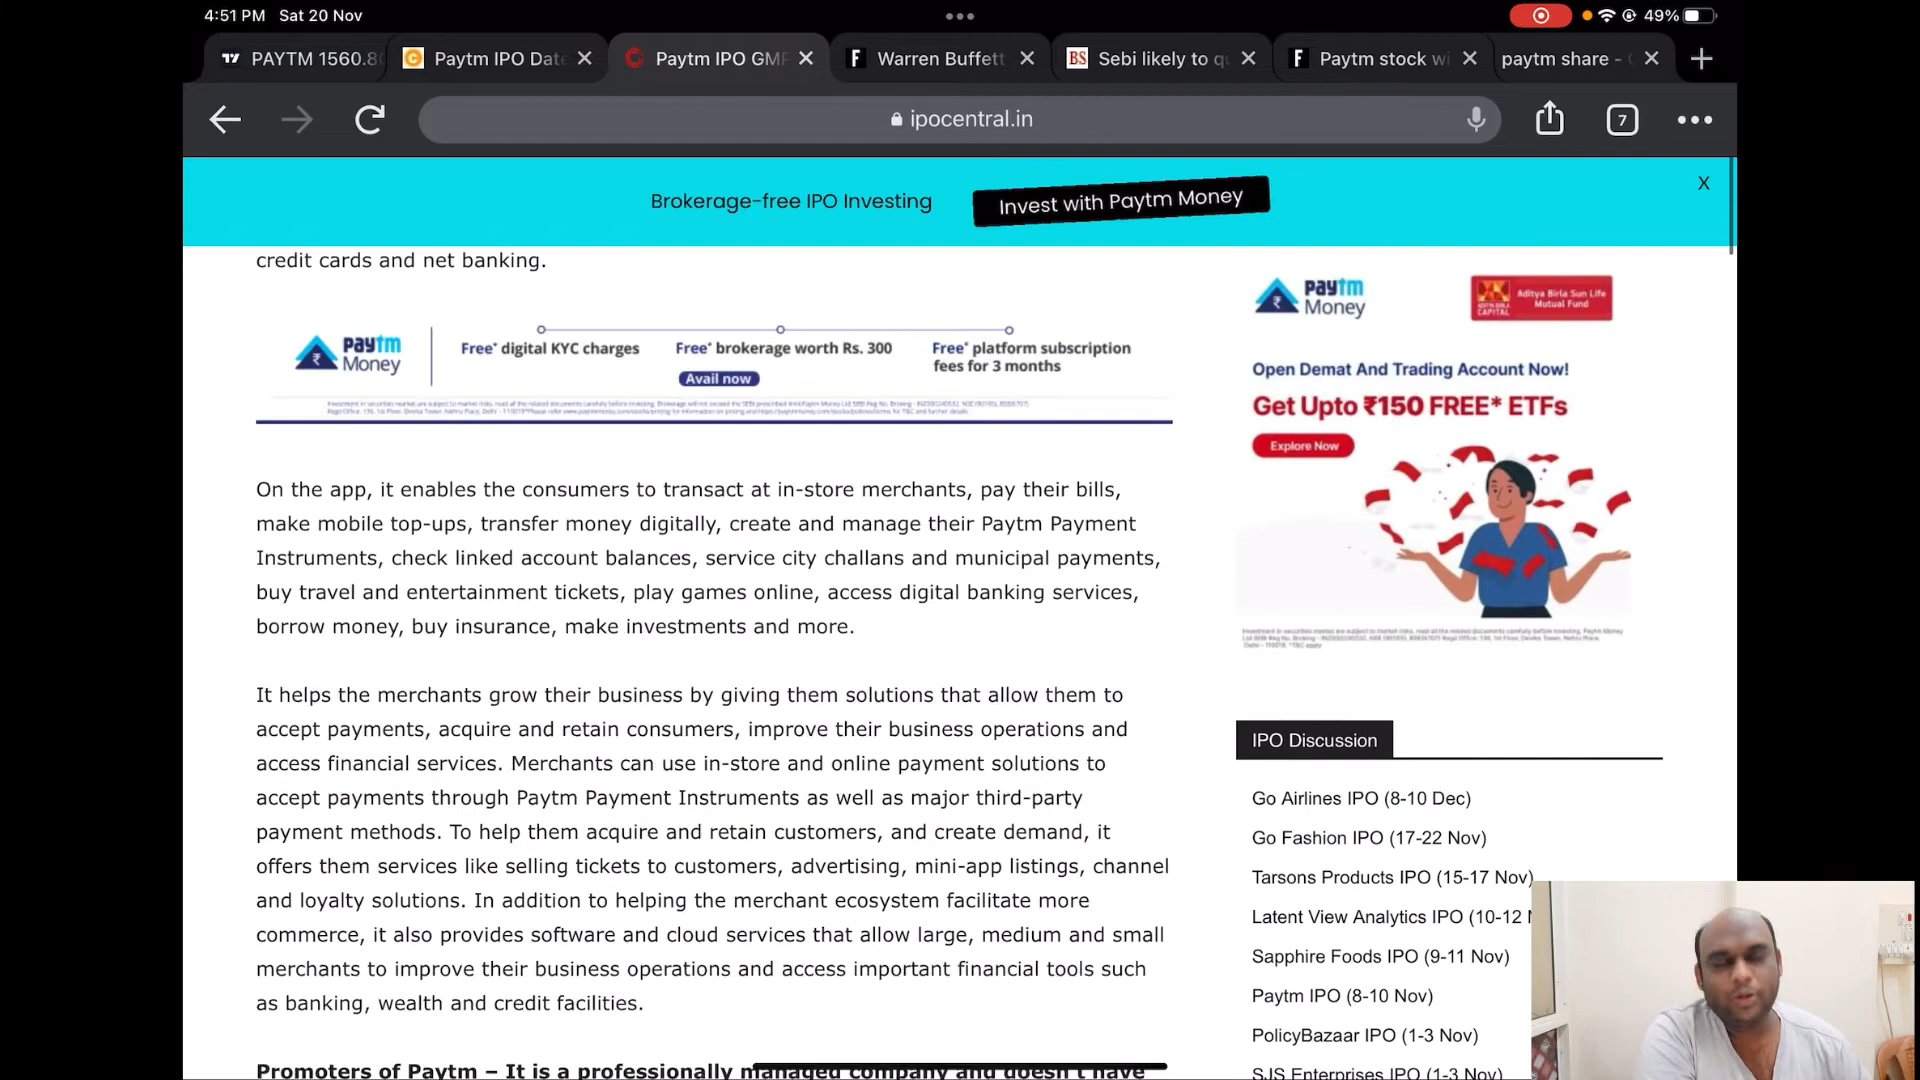 4:51 PM Sat 20 Nov
49%
PAYTM 1560.8
Paytm IPO Date
Paytm IPO GMP
Warren Buffett
BS Sebi likely to q
Paytm stock wi
paytm share -
ipocentral.in
7
Brokerage-free IPO Investing
Invest with Paytm Money
X
credit cards and net banking.
paytm Money
Free* digital KYC charges
Free* brokerage worth Rs. 300
Avail now
Free* platform subscription
fees for 3 months
On the app, it enables the consumers to transact at in-store merchants, pay their bills,
make mobile top-ups, transfer money digitally, create and manage their Paytm Payment
Instruments, check linked account balances, service city challans and municipal payments,
buy travel and entertainment tickets, play games online, access digital banking services,
borrow money, buy insurance, make investments and more.
It helps the merchants grow their business by giving them solutions that allow them to
accept payments, acquire and retain consumers, improve their business operations and
access financial services. Merchants can use in-store and online payment solutions to
accept payments through Paytm Payment Instruments as well as major third-party
payment methods. To help them acquire and retain customers, and create demand, it
offers them services like selling tickets to customers, advertising, mini-app listings, channel
and loyalty solutions. In addition to helping the merchant ecosystem facilitate more
commerce, it also provides software and cloud services that allow large, medium and small
merchants to improve their business operations and access important financial tools such
as banking, wealth and credit facilities.
Promoters of Paytm – It is a professionally managed company and doesn't have
paytm Money
ADITYA BIRLA CAPITAL
Aditya Birla Sun Life
Mutual Fund
Open Demat And Trading Account Now!
Get Upto ₹150 FREE* ETFs
Explore Now
IPO Discussion
Go Airlines IPO (8-10 Dec)
Go Fashion IPO (17-22 Nov)
Tarsons Products IPO (15-17 Nov)
Latent View Analytics IPO (10-12
Sapphire Foods IPO (9-11 Nov)
Paytm IPO (8-10 Nov)
PolicyBazaar IPO (1-3 Nov)
SJS Enterprises IPO (1-3 Nov)